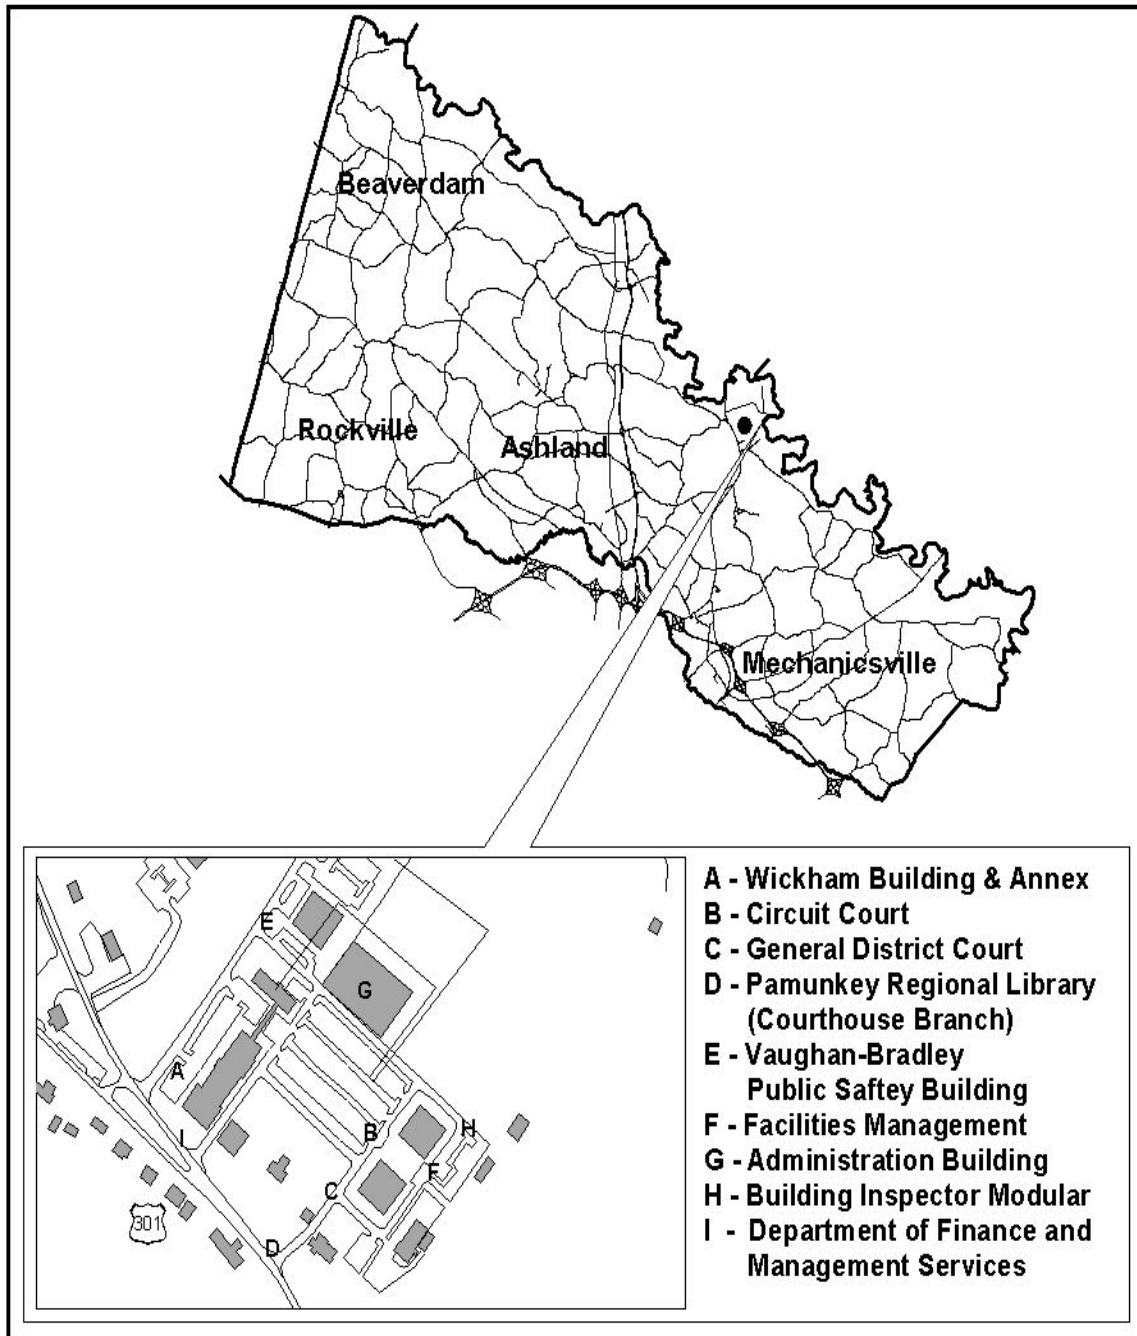 Beaverdam
Rockville
Ashland
Mechanicsville
A - Wickham Building & Annex
B - Circuit Court
C - General District Court
D - Pamunkey Regional Library
(Courthouse Branch)
E - Vaughan-Bradley
Public Saftey Building
F - Facilities Management
G - Administration Building
H - Building Inspector Modular
I - Department of Finance and
Management Services
E
G
A
I
B
H
F
C
D
301